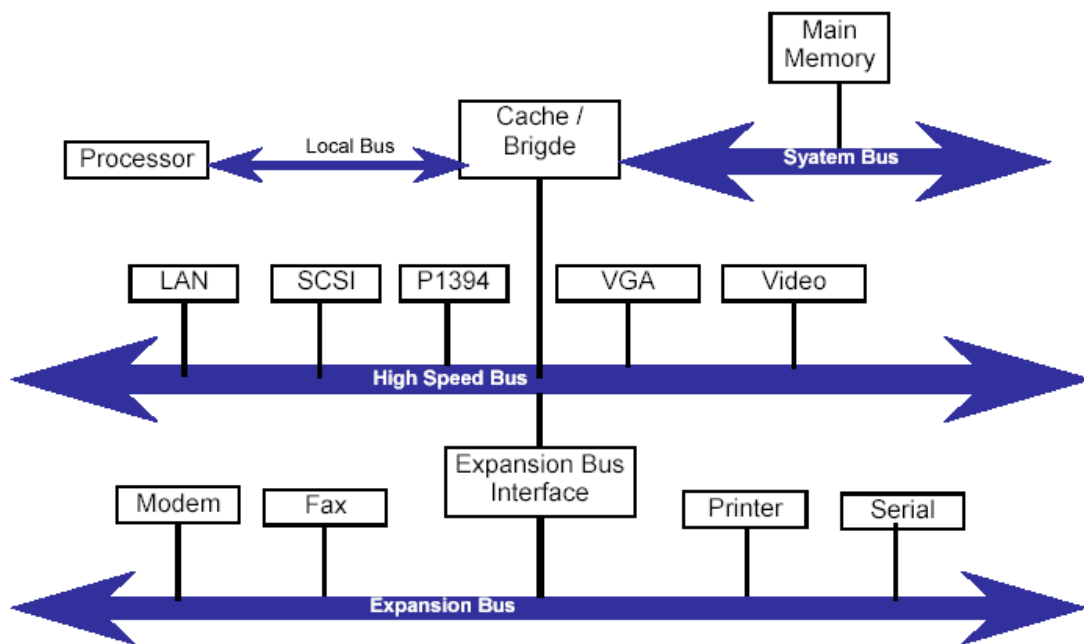 Main
Memory
Cache /
Brigde
Local Bus
Processor
Syatem Bus
LAN
SCSI
P1394
VGA
Video
High Speed Bus
Expansion Bus
Interface
Modem
Fax
Printer
Serial
Expansion Bus